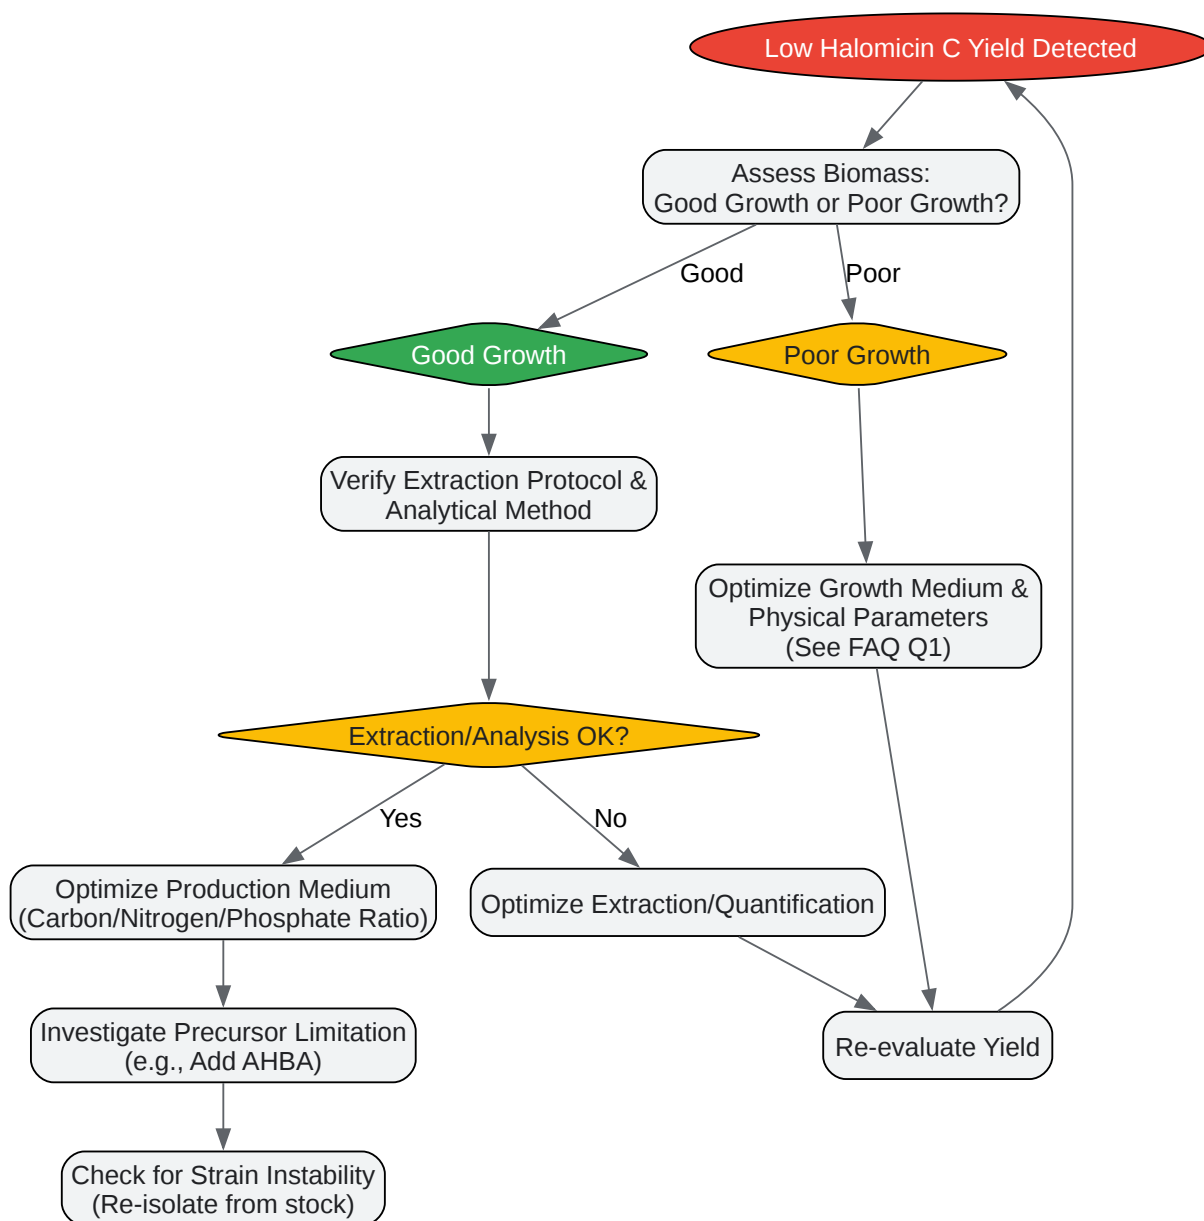 Low Halomicin C Yield Detected
Assess Biomass:
Good Growth or Poor Growth?
Good
Poor
Good Growth
Poor Growth
Verify Extraction Protocol &
Analytical Method
Optimize Growth Medium &
Physical Parameters
(See FAQ Q1)
Extraction/Analysis OK?
Yes
No
Optimize Production Medium
(Carbon/Nitrogen/Phosphate Ratio)
Optimize Extraction/Quantification
Investigate Precursor Limitation
(e.g., Add AHBA)
Re-evaluate Yield
Check for Strain Instability
(Re-isolate from stock)